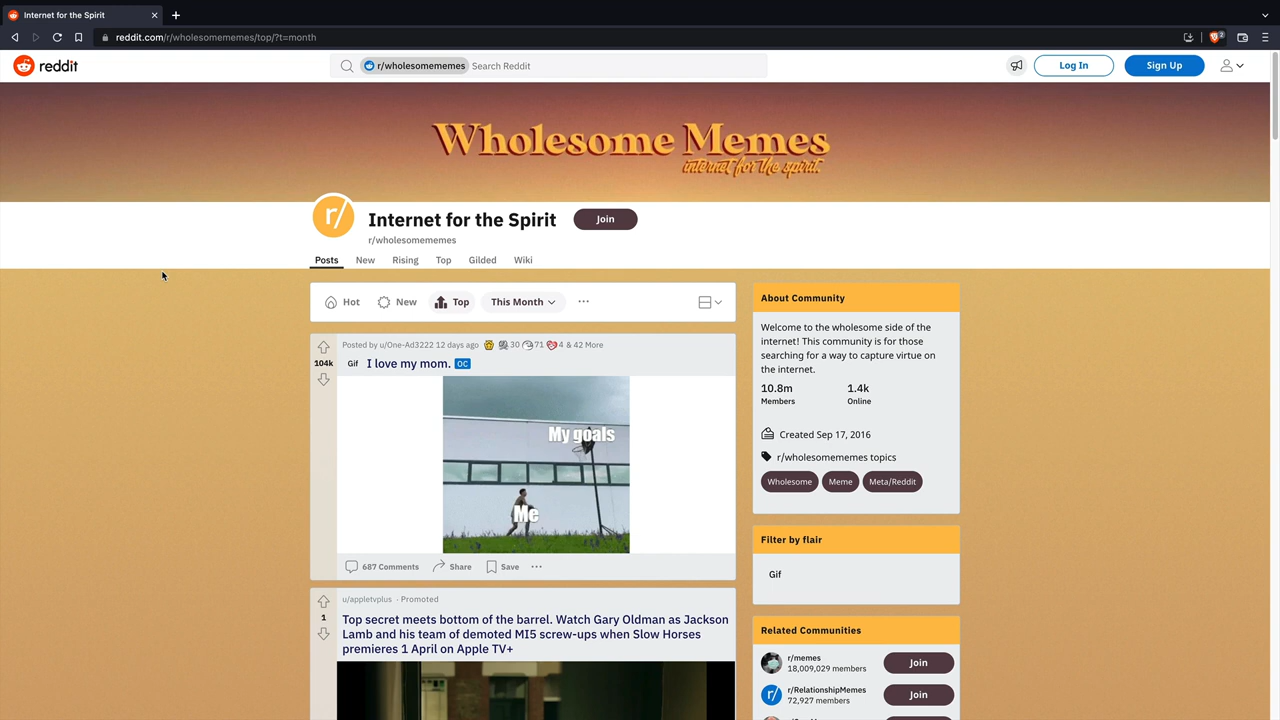 Internet for the Spirit
reddit.com/r/wholesomememes/top/?t=month
2
reddit
r/wholesomememes
Search Reddit
Log In
Sign Up
Wholesome Memes
internet for the spirit.
r/
Internet for the Spirit
Join
r/wholesomememes
Posts New Rising Top Gilded Wiki
Hot New Top This Month
Posted by u/One-Ad3222 12 days ago 30 71 4 & 42 More
104k
Gif I love my mom. OC
My goals
Me
687 Comments Share Save
u/appletvplus · Promoted
1
Top secret meets bottom of the barrel. Watch Gary Oldman as Jackson
Lamb and his team of demoted MI5 screw-ups when Slow Horses
premieres 1 April on Apple TV+
About Community
Welcome to the wholesome side of the
internet! This community is for those
searching for a way to capture virtue on
the internet.
10.8m 1.4k
Members Online
Created Sep 17, 2016
r/wholesomememes topics
Wholesome Meme Meta/Reddit
Filter by flair
Gif
Related Communities
r/memes
18,009,029 members
Join
r/
r/RelationshipMemes
72,927 members
Join